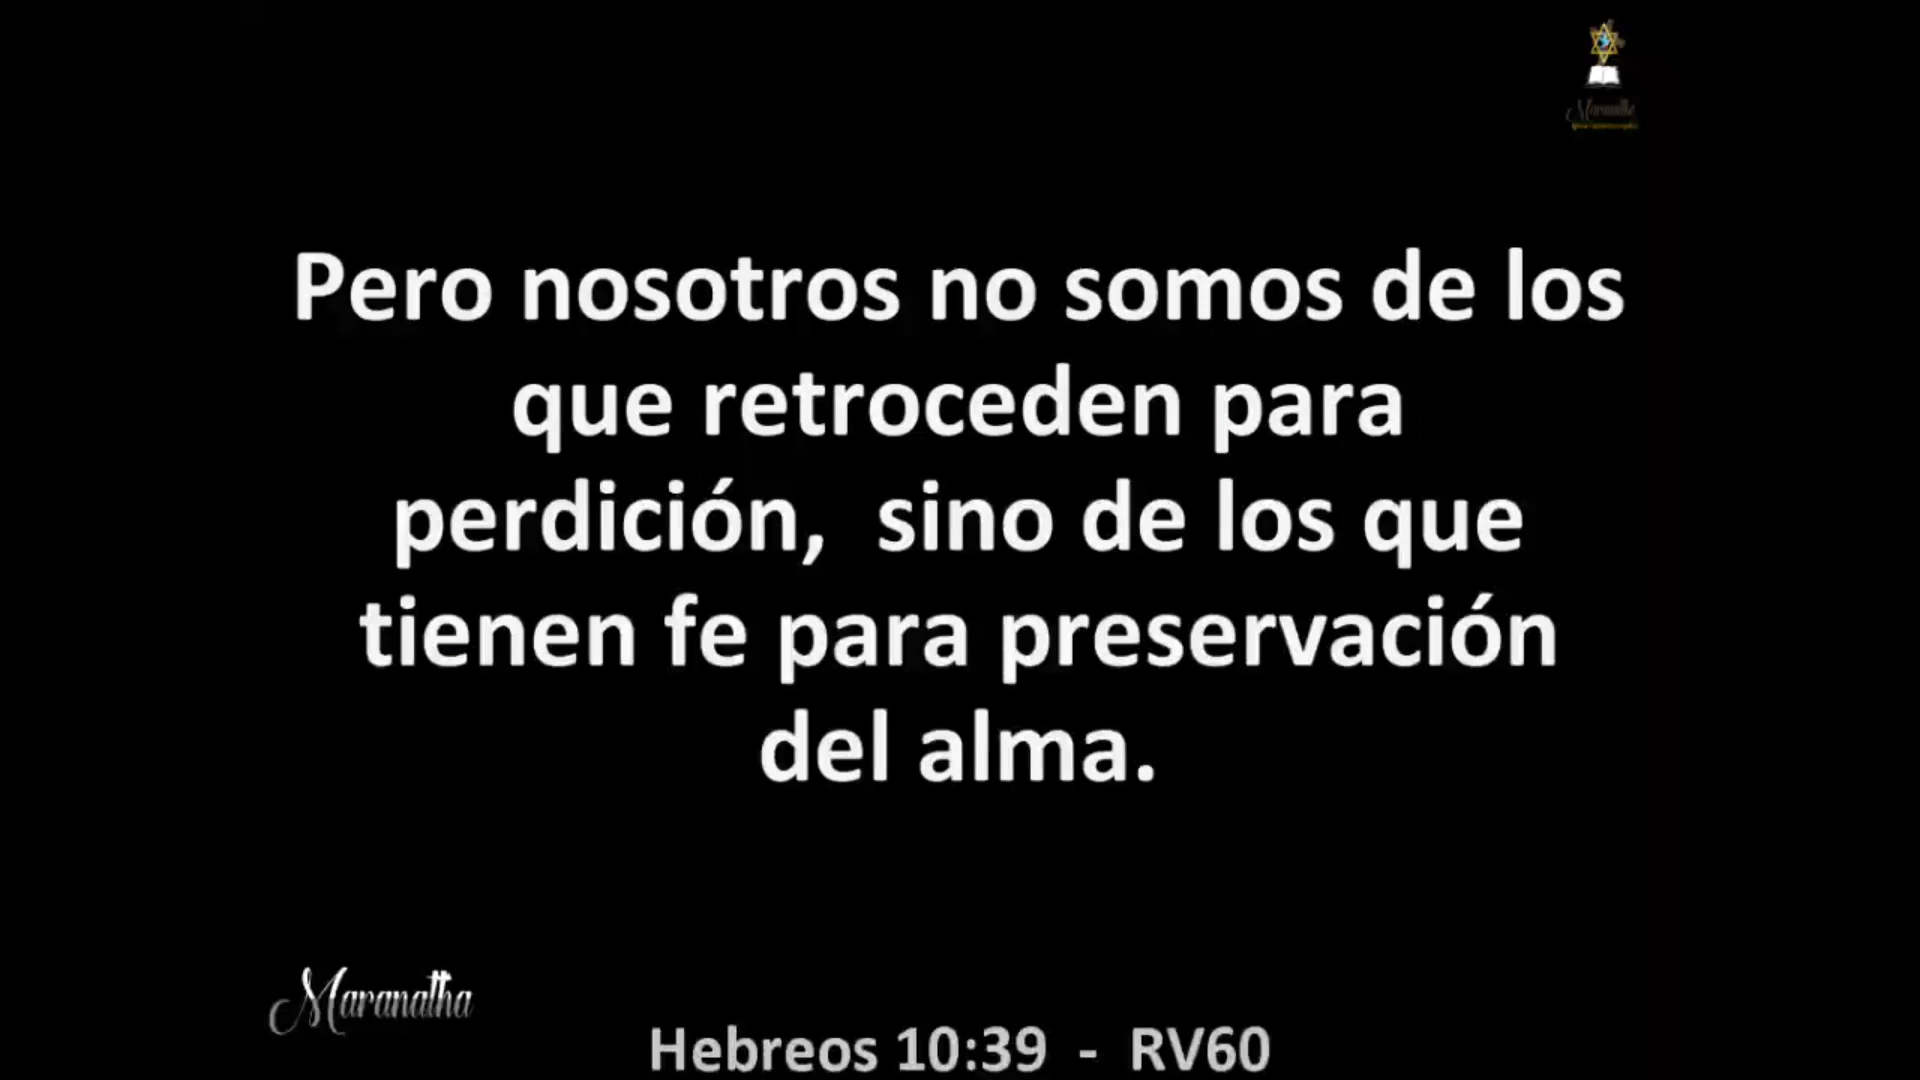 Maranatha
Pero nosotros no somos de los
que retroceden para
perdición, sino de los que
tienen fe para preservación
del alma.
Maranatha
Hebreos 10:39 - RV60